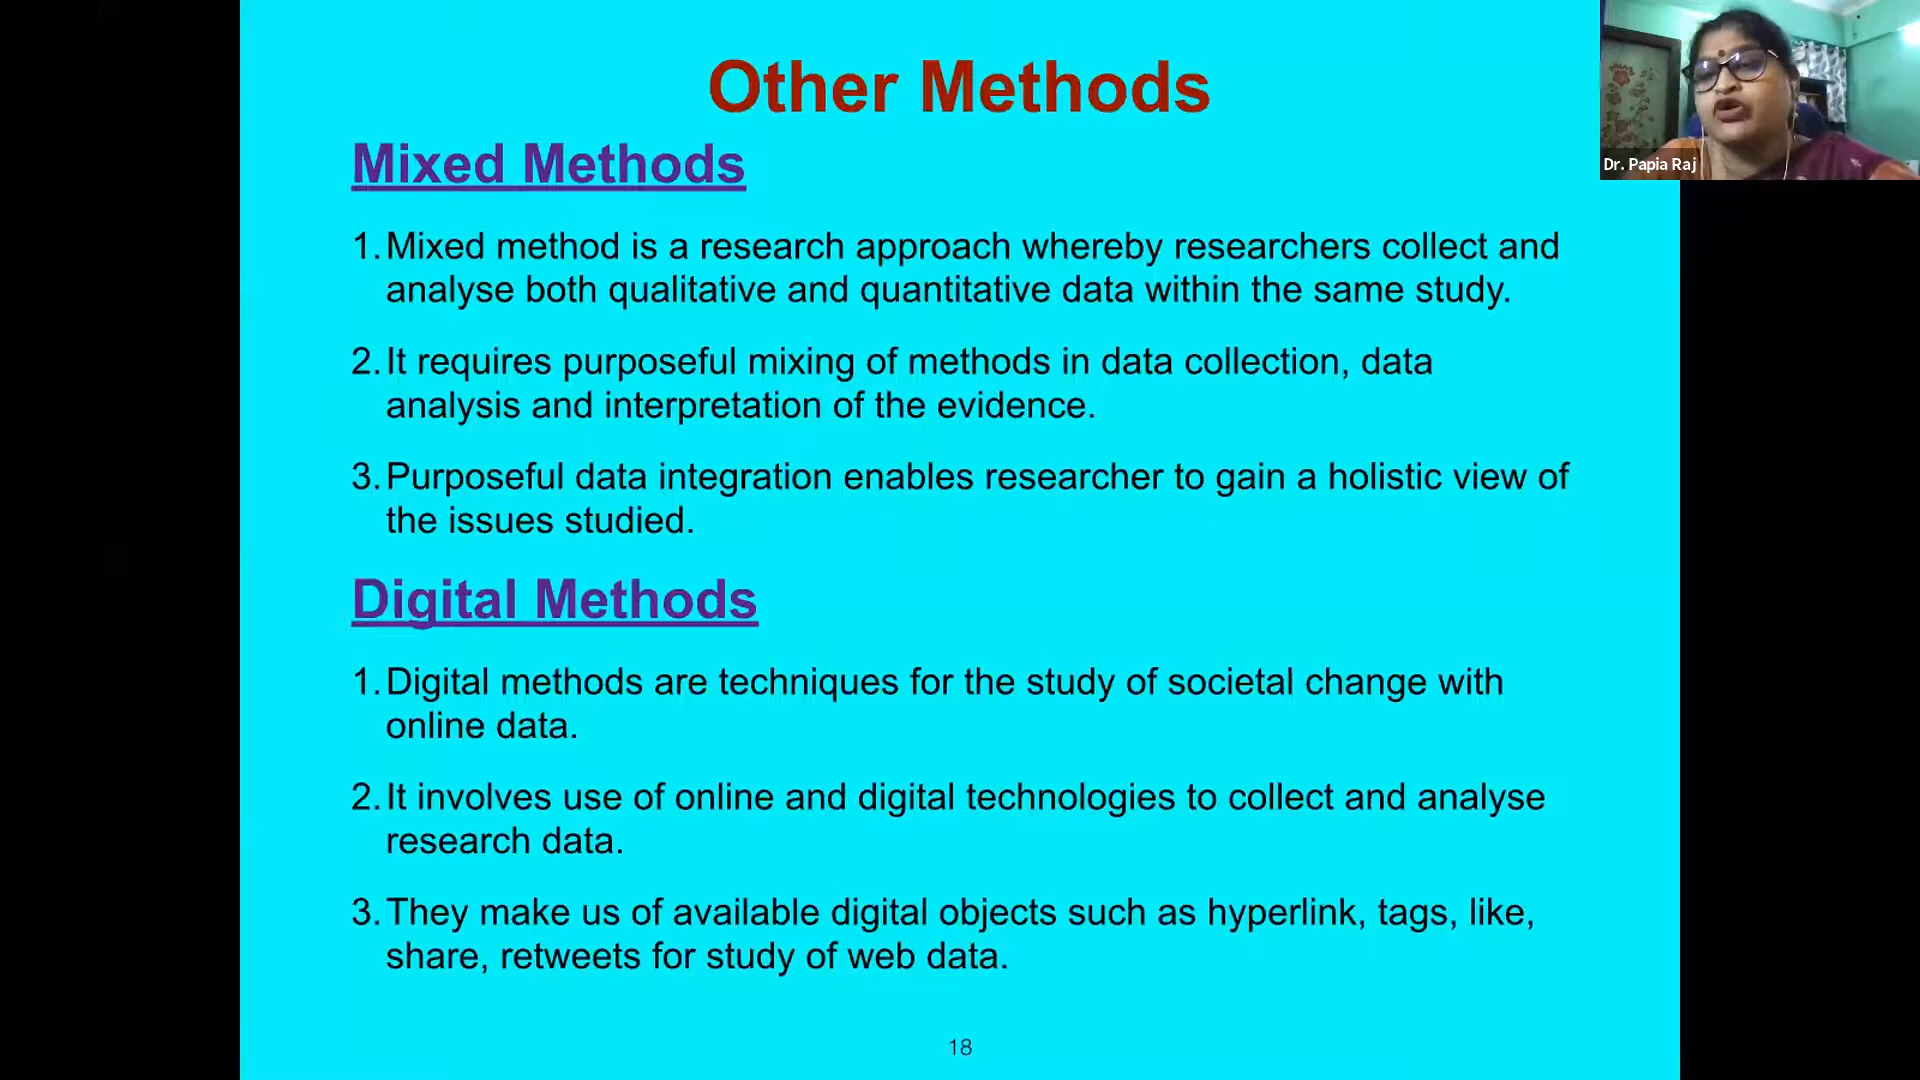 Other Methods
Dr. Papia Raj
Mixed Methods
1. Mixed method is a research approach whereby researchers collect and
analyse both qualitative and quantitative data within the same study.
2. It requires purposeful mixing of methods in data collection, data
analysis and interpretation of the evidence.
3. Purposeful data integration enables researcher to gain a holistic view of
the issues studied.
Digital Methods
1. Digital methods are techniques for the study of societal change with
online data.
2. It involves use of online and digital technologies to collect and analyse
research data.
3. They make us of available digital objects such as hyperlink, tags, like,
share, retweets for study of web data.
18